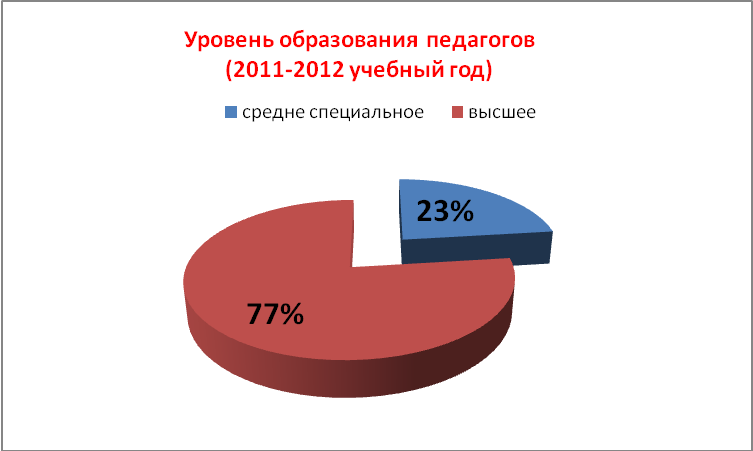 Уровень образования педагогов
(2011-2012 учебный год)
средне специальное высшее
23%
77%